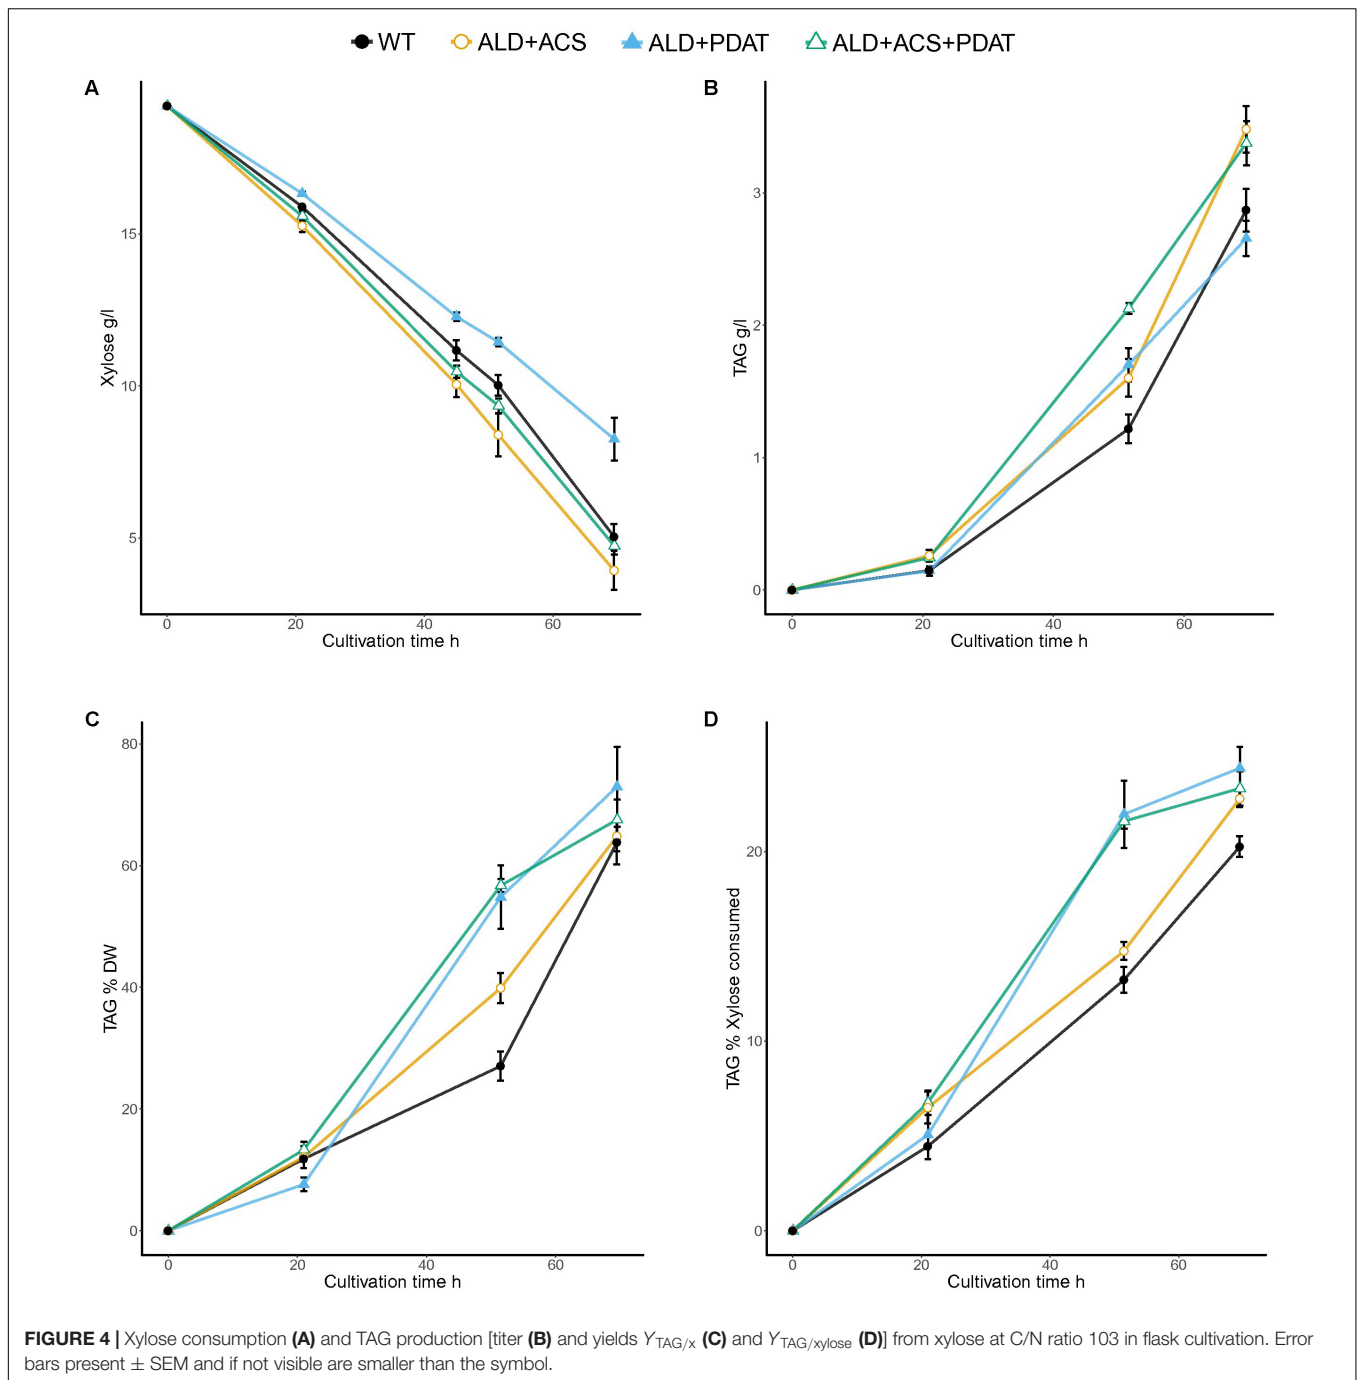 WT ALD+ACS ALD+PDAT ALD+ACS+PDAT
A
15
10
5
Xylose g/l
0 20 40 60
Cultivation time h
B
3
2
1
0
TAG g/l
0 20 40 60
Cultivation time h
C
80
60
40
20
0
TAG % DW
0 20 40 60
Cultivation time h
D
20
10
0
TAG % Xylose consumed
0 20 40 60
Cultivation time h
FIGURE 4 | Xylose consumption (A) and TAG production [titer (B) and yields YTAG/x (C) and YTAG/xylose (D)] from xylose at C/N ratio 103 in flask cultivation. Error
bars present ± SEM and if not visible are smaller than the symbol.